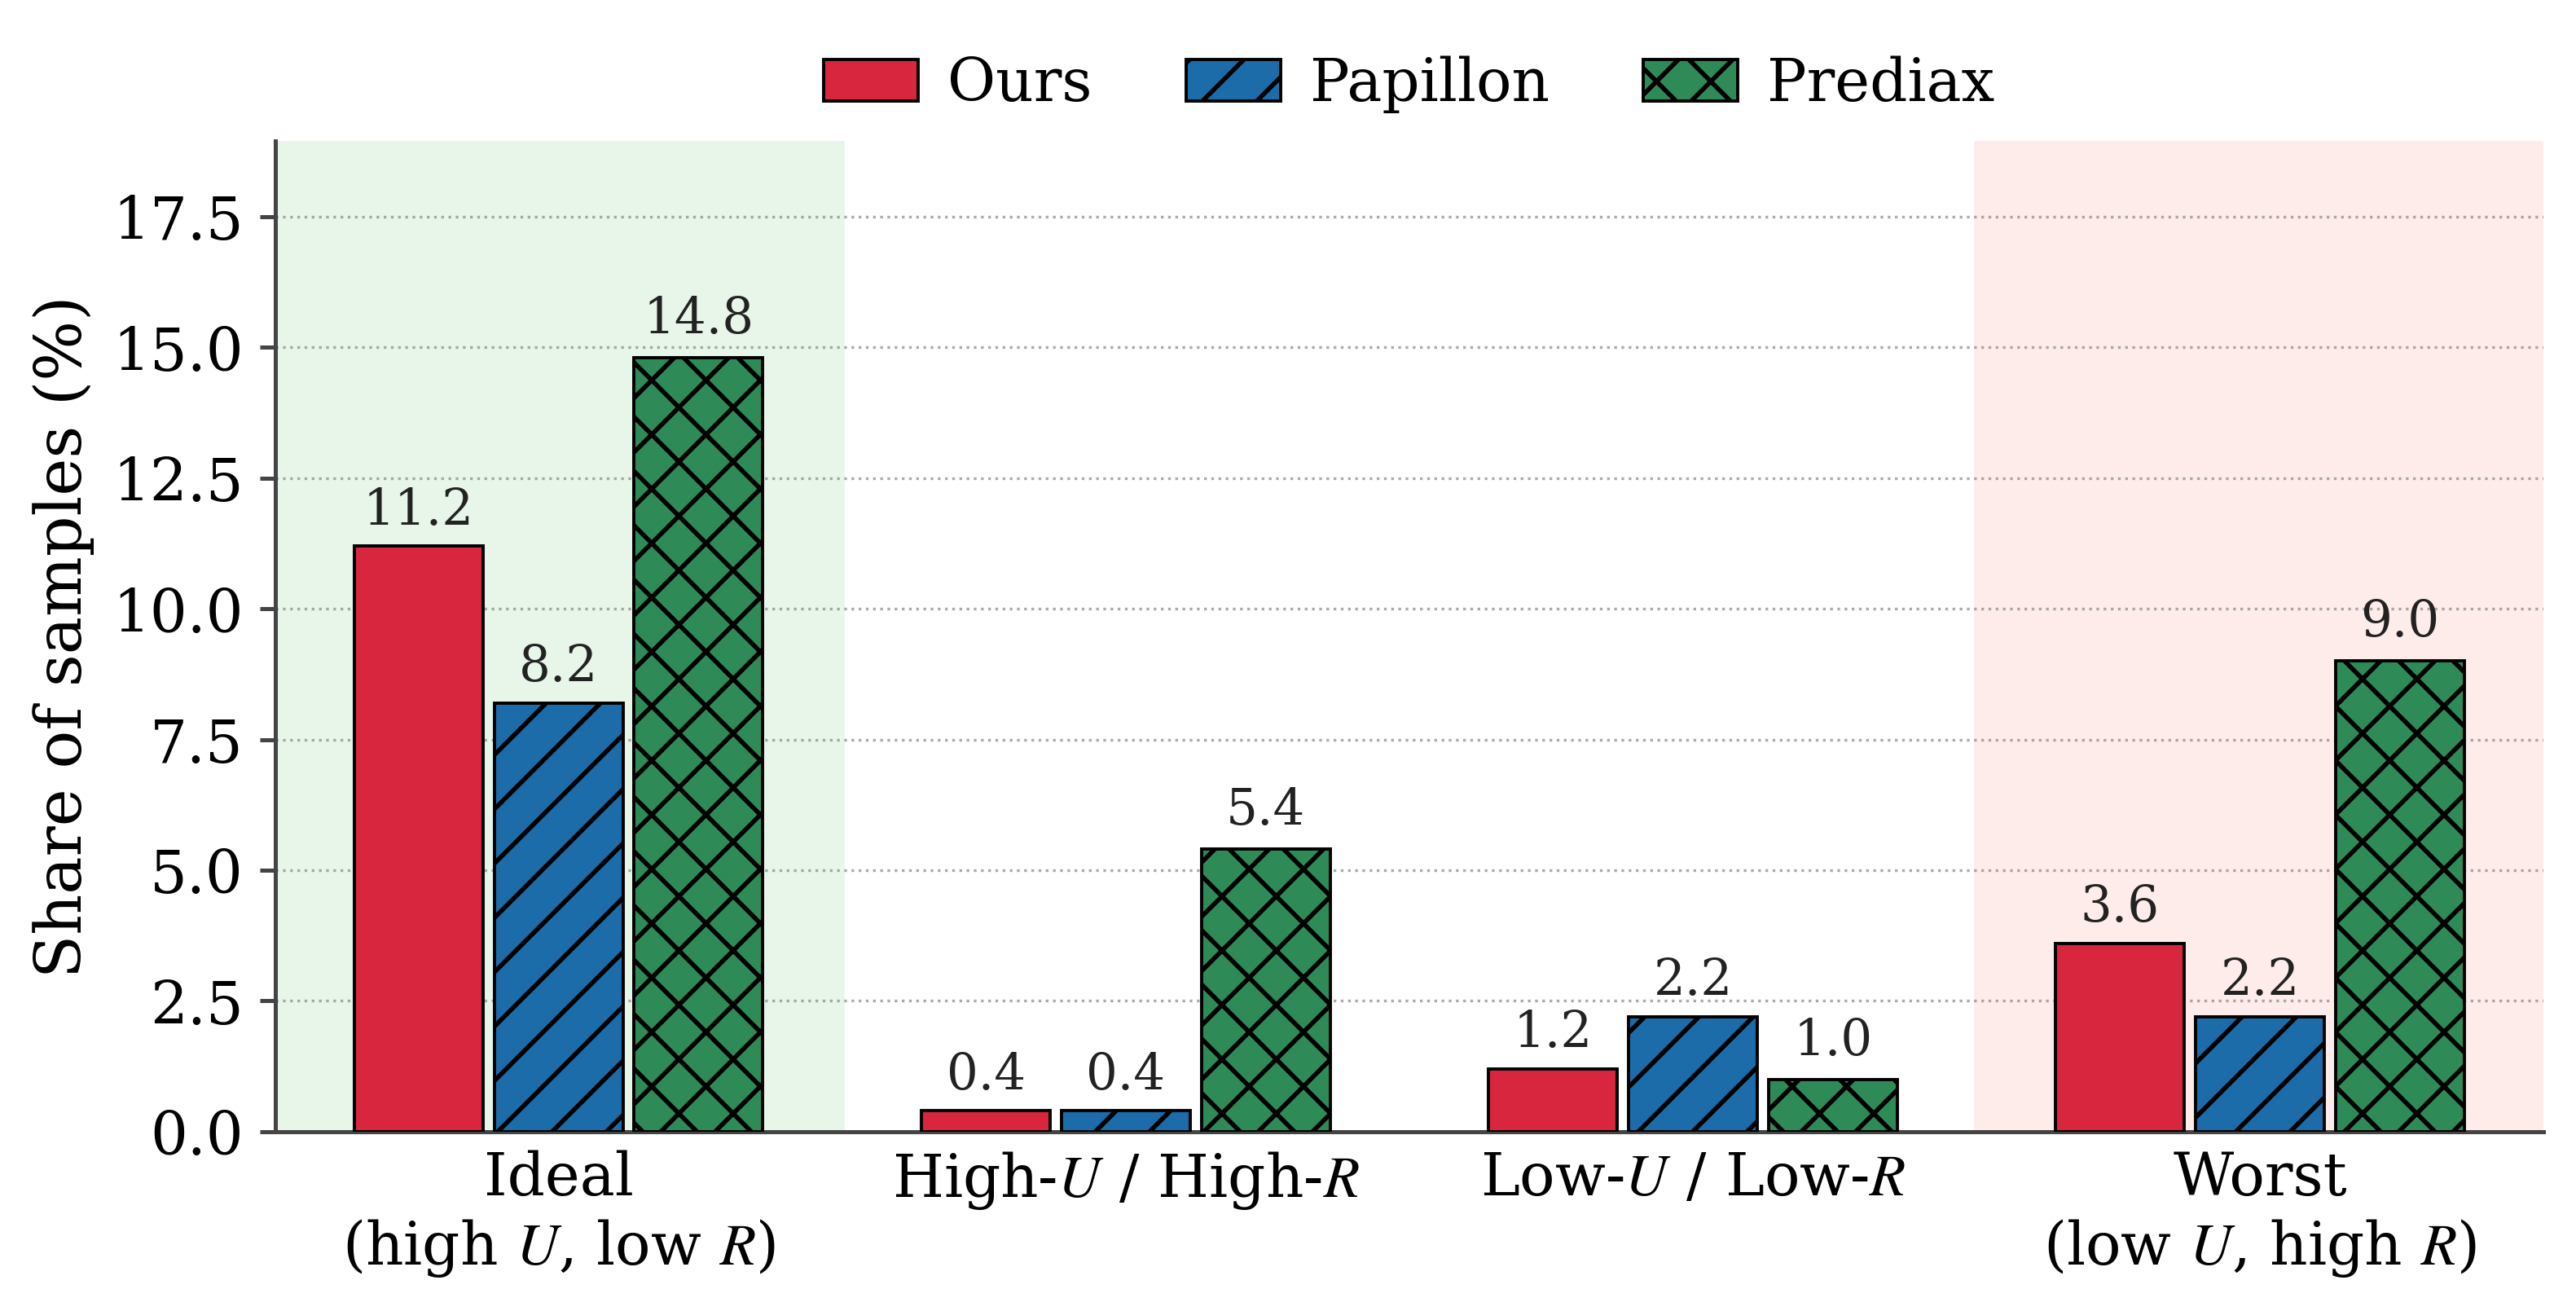 Ours Papillon Prediax
Share of samples (%)
17.5
15.0
12.5
10.0
7.5
5.0
2.5
0.0
11.2
8.2
14.8
0.4
0.4
5.4
1.2
2.2
1.0
3.6
2.2
9.0
Ideal
(high U, low R)
High-U / High-R
Low-U / Low-R
Worst
(low U, high R)